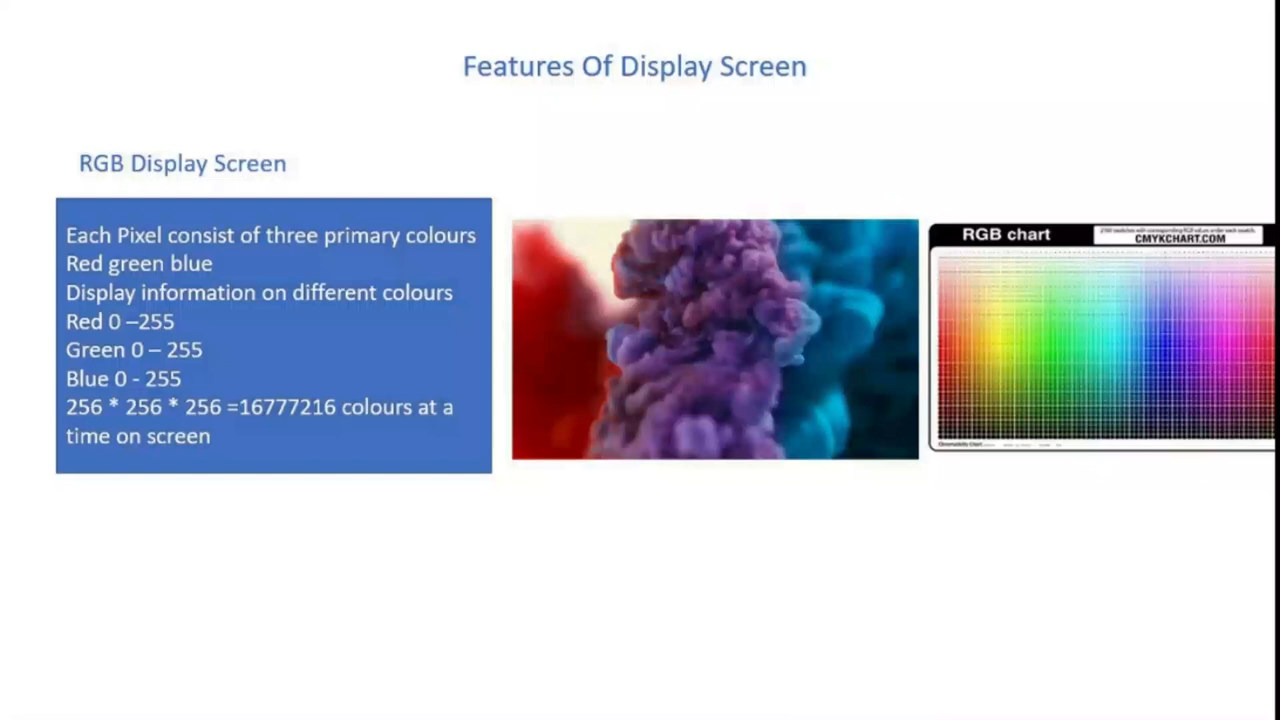 Features Of Display Screen
RGB Display Screen
Each Pixel consist of three primary colours
Red green blue
Display information on different colours
Red 0 –255
Green 0 – 255
Blue 0 - 255
256 * 256 * 256 =16777216 colours at a
time on screen
RGB chart
CMYKCHART.COM